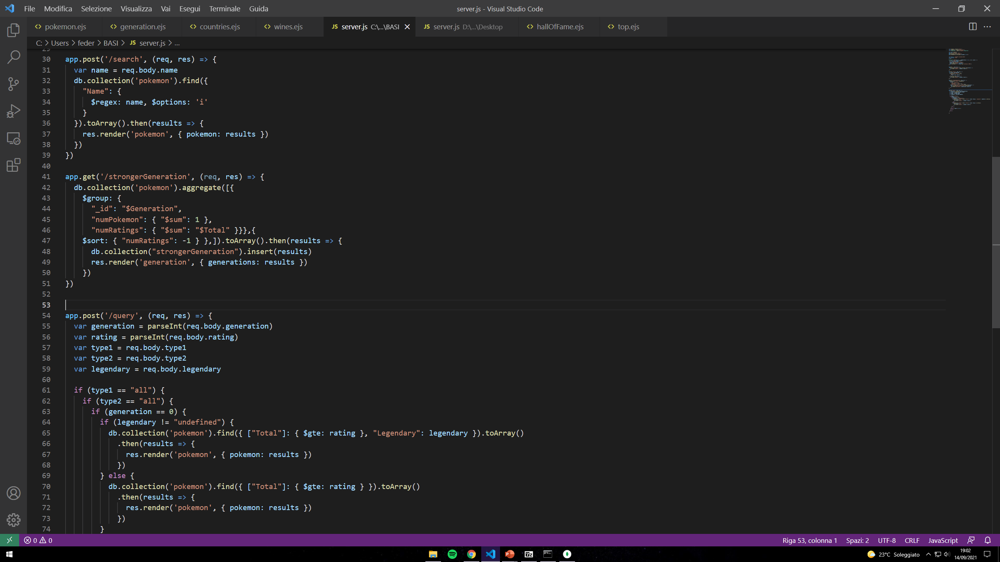 File Modifica Selezione Visualizza Vai Esegui Terminale Guida
server.js - Visual Studio Code
pokemon.ejs generation.ejs countries.ejs wines.ejs JS server.js C:\...\BASI JS server.js D:\...\Desktop hallOfFame.ejs top.ejs
C: > Users > feder > BASI > JS server.js > ...
29
30 app.post('/search', (req, res) => {
31 var name = req.body.name
32 db.collection('pokemon').find({
33 "Name": {
34 $regex: name, $options: 'i'
35 }
36 }).toArray().then(results => {
37 res.render('pokemon', { pokemon: results })
38 })
39 })
40
41 app.get('/strongerGeneration', (req, res) => {
42 db.collection('pokemon').aggregate([{
43 $group: {
44 "_id": "$Generation",
45 "numPokemon": { "$sum": 1 },
46 "numRatings": { "$sum": "$Total" }}},{
47 $sort: { "numRatings": -1 } },]).toArray().then(results => {
48 db.collection("strongerGeneration").insert(results)
49 res.render('generation', { generations: results })
50 })
51 })
52
53
54 app.post('/query', (req, res) => {
55 var generation = parseInt(req.body.generation)
56 var rating = parseInt(req.body.rating)
57 var type1 = req.body.type1
58 var type2 = req.body.type2
59 var legendary = req.body.legendary
60
61 if (type1 == "all") {
62 if (type2 == "all") {
63 if (generation == 0) {
64 if (legendary != "undefined") {
65 db.collection('pokemon').find({ ["Total"]: { $gte: rating }, "Legendary": legendary }).toArray()
66 .then(results => {
67 res.render('pokemon', { pokemon: results })
68 })
69 } else {
70 db.collection('pokemon').find({ ["Total"]: { $gte: rating } }).toArray()
71 .then(results => {
72 res.render('pokemon', { pokemon: results })
73 })
74 }
0 0
Riga 53, colonna 1 Spazi: 2 UTF-8 CRLF JavaScript
23°C Soleggiato
19:02
14/09/2021